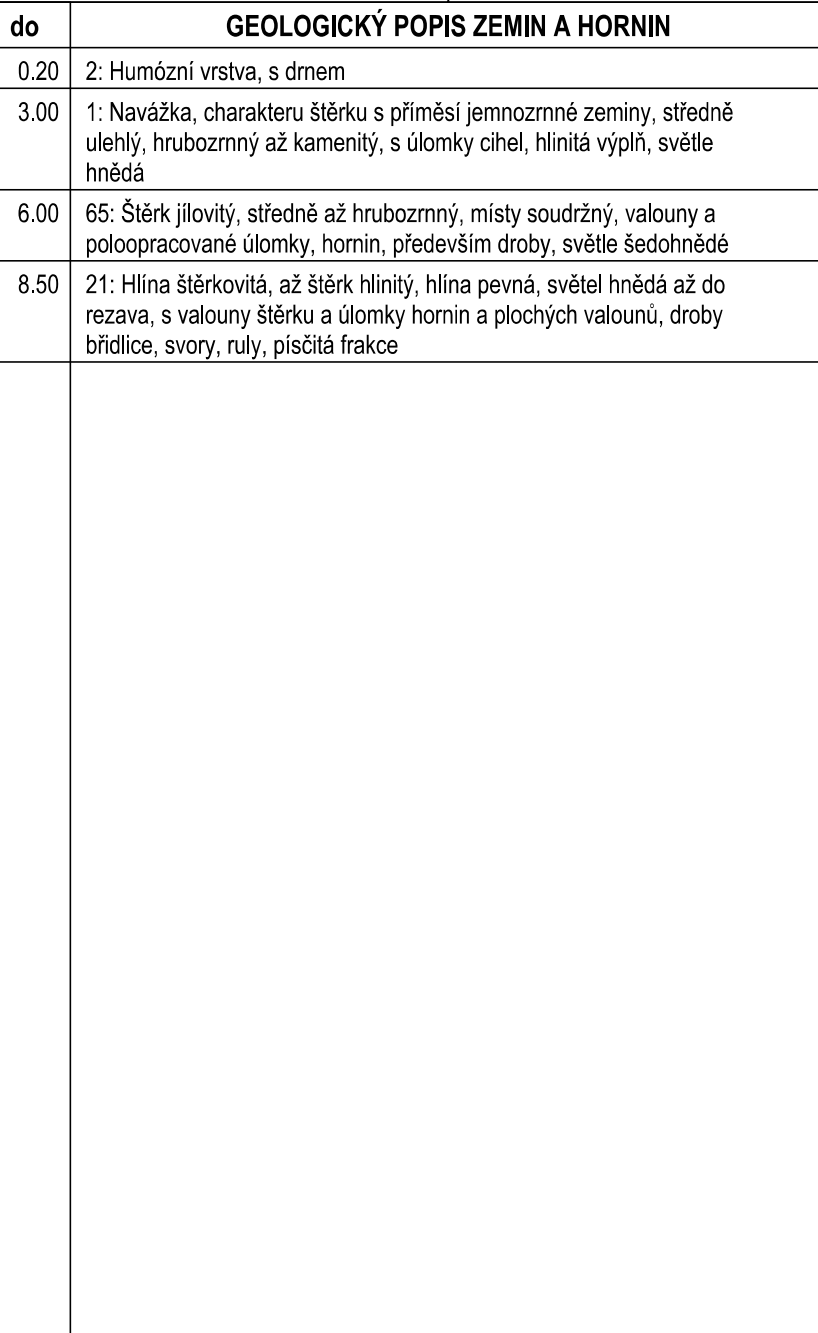 do GEOLOGICKÝ POPIS ZEMIN A HORNIN
0.20 2: Humózní vrstva, s drnem
3.00 1: Navážka, charakteru štěrku s příměsí jemnozrnné zeminy, středně
ulehlý, hrubozrnný až kamenitý, s úlomky cihel, hlinitá výplň, světle
hnědá
6.00 65: Štěrk jílovitý, středně až hrubozrnný, místy soudržný, valouny a
poloopracované úlomky, hornin, především droby, světle šedohnědé
8.50 21: Hlína štěrkovitá, až štěrk hlinitý, hlína pevná, světel hnědá až do
rezava, s valouny štěrku a úlomky hornin a plochých valounů, droby
břidlice, svory, ruly, písčitá frakce